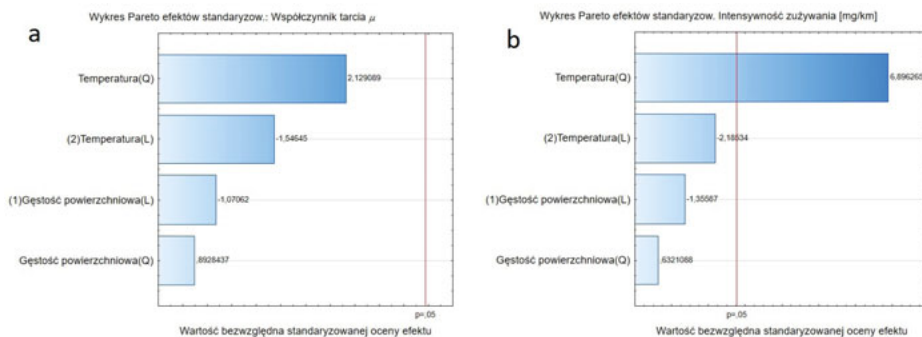 a
Wykres Pareto efektów standaryzow.: Współczynnik tarcia μ
Temperatura(Q)
2,129089
(2)Temperatura(L)
-1,54645
(1)Gęstość powierzchniowa(L)
-1,07062
Gęstość powierzchniowa(Q)
,8928437
p=,05
Wartość bezwzględna standaryzowanej oceny efektu
b
Wykres Pareto efektów standaryzow. Intensywność zużywania [mg/km]
Temperatura(Q)
6,896265
(2)Temperatura(L)
-2,18534
(1)Gęstość powierzchniowa(L)
-1,35567
Gęstość powierzchniowa(Q)
,6321088
p=,05
Wartość bezwzględna standaryzowanej oceny efektu